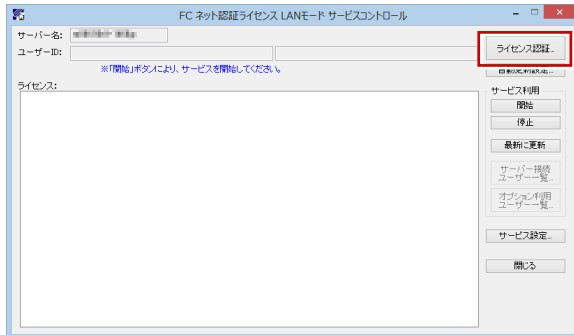 FC ネット認証ライセンス LANモード サービスコントロール
サーバー名:
ユーザーID:
※「開始」ボタンにより、サービスを開始してください。
ライセンス:
ライセンス認証...
自動更新設定...
サービス利用
開始
停止
最新に更新
サーバー接続
ユーザー一覧...
オプション利用
ユーザー一覧...
サービス設定...
閉じる